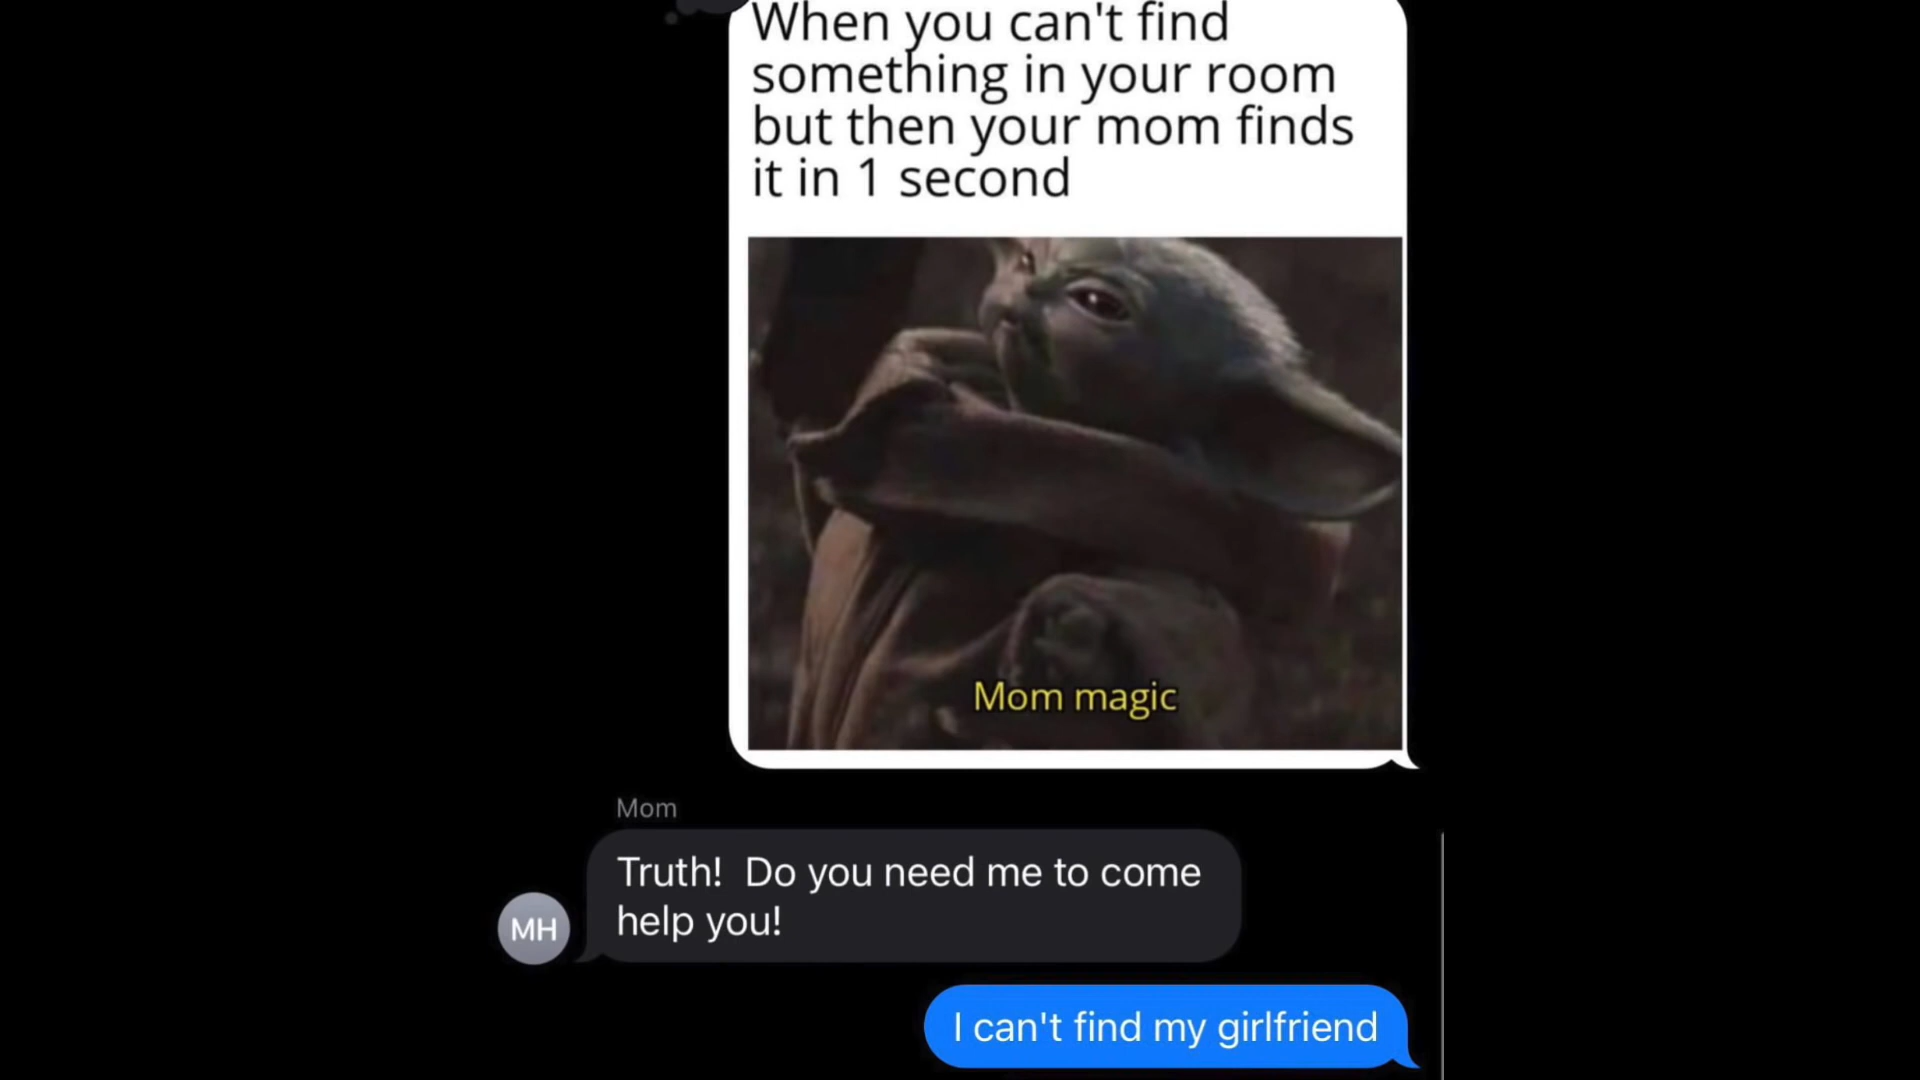 When you can't find
something in your room
but then your mom finds
it in 1 second
Mom magic
Mom
Truth!  Do you need me to come
help you!
MH
I can't find my girlfriend